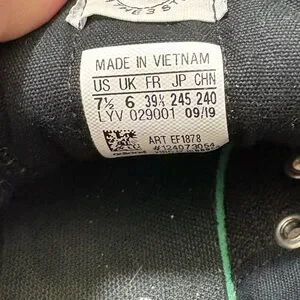 MADE IN VIETNAM
US UK FR JP CHN
7½ 6 39⅓ 245 240
LYV 029001 09/19
ART EF1878